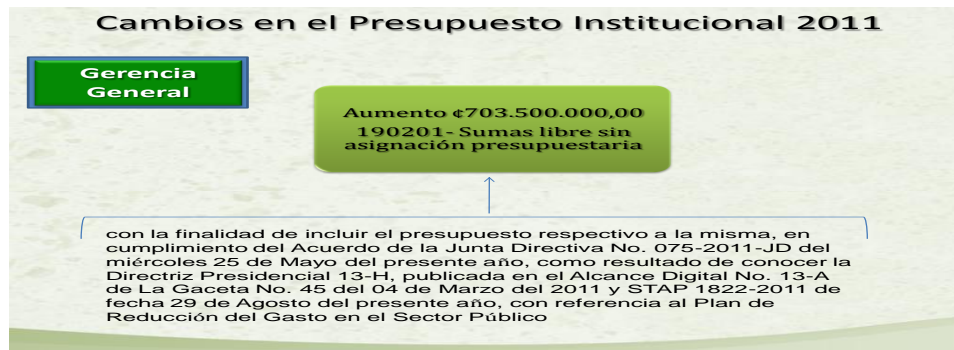 Cambios en el Presupuesto Institucional 2011
Gerencia
General
Aumento ¢703.500.000,00
190201- Sumas libre sin
asignación presupuestaria
con la finalidad de incluir el presupuesto respectivo a la misma, en
cumplimiento del Acuerdo de la Junta Directiva No. 075-2011-JD del
miércoles 25 de Mayo del presente año, como resultado de conocer la
Directriz Presidencial 13-H, publicada en el Alcance Digital No. 13-A
de La Gaceta No. 45 del 04 de Marzo del 2011 y STAP 1822-2011 de
fecha 29 de Agosto del presente año, con referencia al Plan de
Reducción del Gasto en el Sector Público